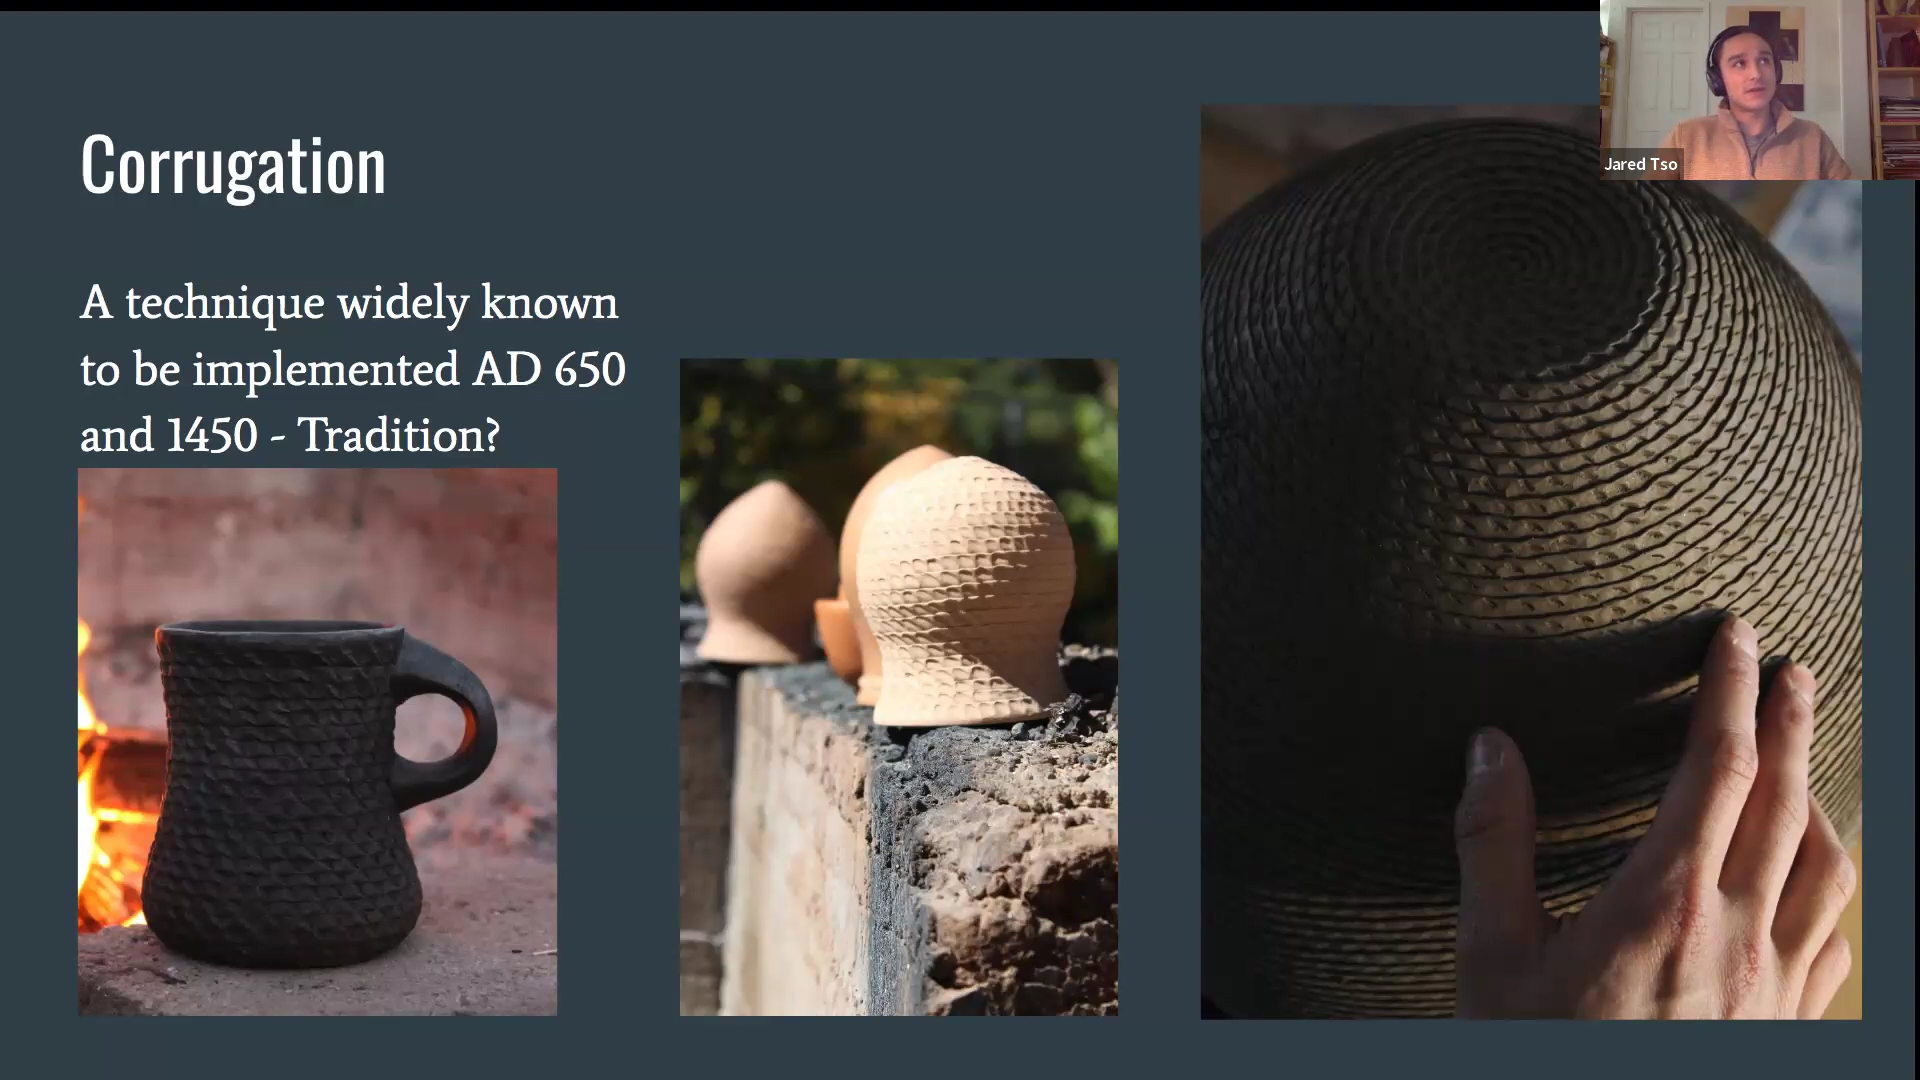 Corrugation
A technique widely known
to be implemented AD 650
and 1450 - Tradition?
Jared Tso